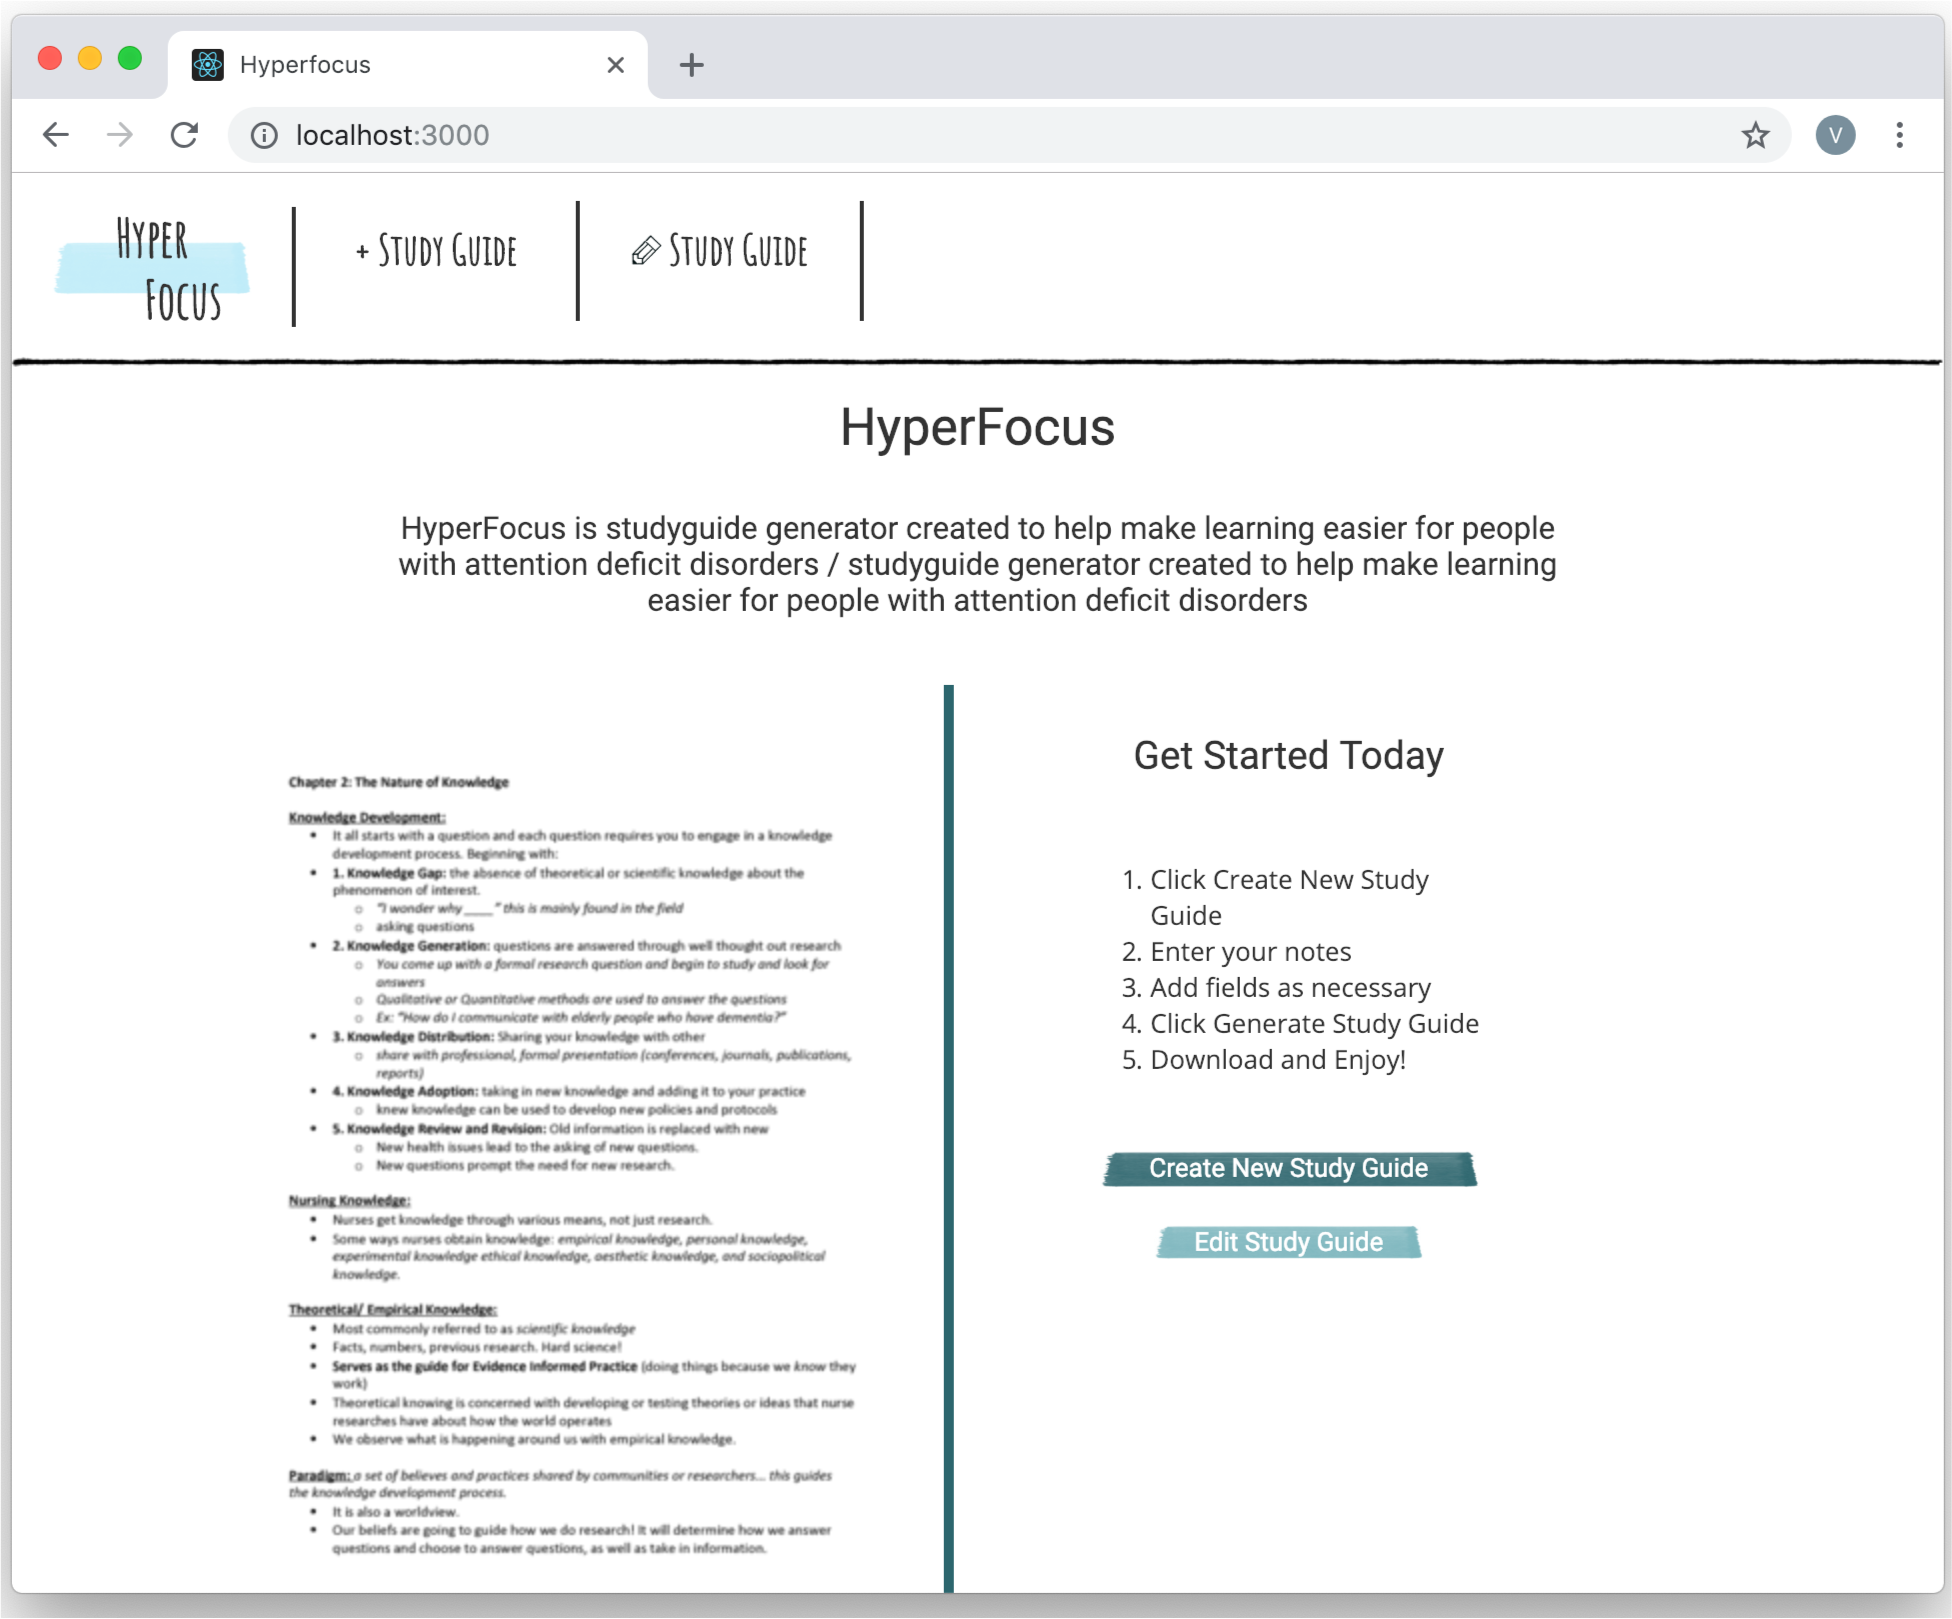 Hyperfocus
localhost:3000
V
HYPER
FOCUS
+ STUDY GUIDE
STUDY GUIDE
HyperFocus
HyperFocus is studyguide generator created to help make learning easier for people
with attention deficit disorders / studyguide generator created to help make learning
easier for people with attention deficit disorders
Chapter 2: The Nature of Knowledge
Knowledge Development:
• It all starts with a question and each question requires you to engage in a knowledge
development process. Beginning with:
• 1. Knowledge Gap: the absence of theoretical or scientific knowledge about the
phenomenon of interest.
o "I wonder why ____" this is mainly found in the field
o asking questions
• 2. Knowledge Generation: questions are answered through well thought out research
o You come up with a formal research question and begin to study and look for
answers
o Qualitative or Quantitative methods are used to answer the questions
o Ex: "How do I communicate with elderly people who have dementia?"
• 3. Knowledge Distribution: Sharing your knowledge with other
o share with professional, formal presentation (conferences, journals, publications,
reports)
• 4. Knowledge Adoption: taking in new knowledge and adding it to your practice
o knew knowledge can be used to develop new policies and protocols
• 5. Knowledge Review and Revision: Old information is replaced with new
o New health issues lead to the asking of new questions.
o New questions prompt the need for new research.
Nursing Knowledge:
• Nurses get knowledge through various means, not just research.
• Some ways nurses obtain knowledge: empirical knowledge, personal knowledge,
experimental knowledge ethical knowledge, aesthetic knowledge, and sociopolitical
knowledge.
Theoretical/ Empirical Knowledge:
• Most commonly referred to as scientific knowledge
• Facts, numbers, previous research. Hard science!
• Serves as the guide for Evidence Informed Practice (doing things because we know they
work)
• Theoretical knowing is concerned with developing or testing theories or ideas that nurse
researches have about how the world operates
• We observe what is happening around us with empirical knowledge.
Paradigm: a set of believes and practices shared by communities or researchers... this guides
the knowledge development process.
• It is also a worldview.
• Our beliefs are going to guide how we do research! It will determine how we answer
questions and choose to answer questions, as well as take in information.
Get Started Today
1. Click Create New Study
Guide
2. Enter your notes
3. Add fields as necessary
4. Click Generate Study Guide
5. Download and Enjoy!
Create New Study Guide
Edit Study Guide